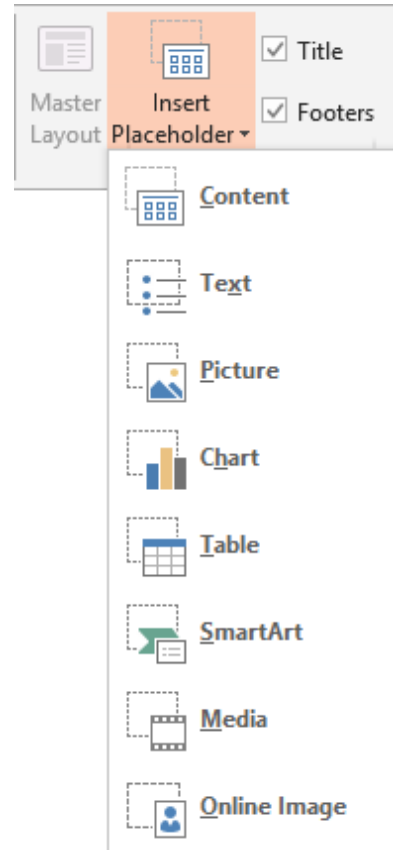 Title
Master
Layout
Insert
Placeholder
Footers
Content
Text
Picture
Chart
Table
SmartArt
Media
Online Image